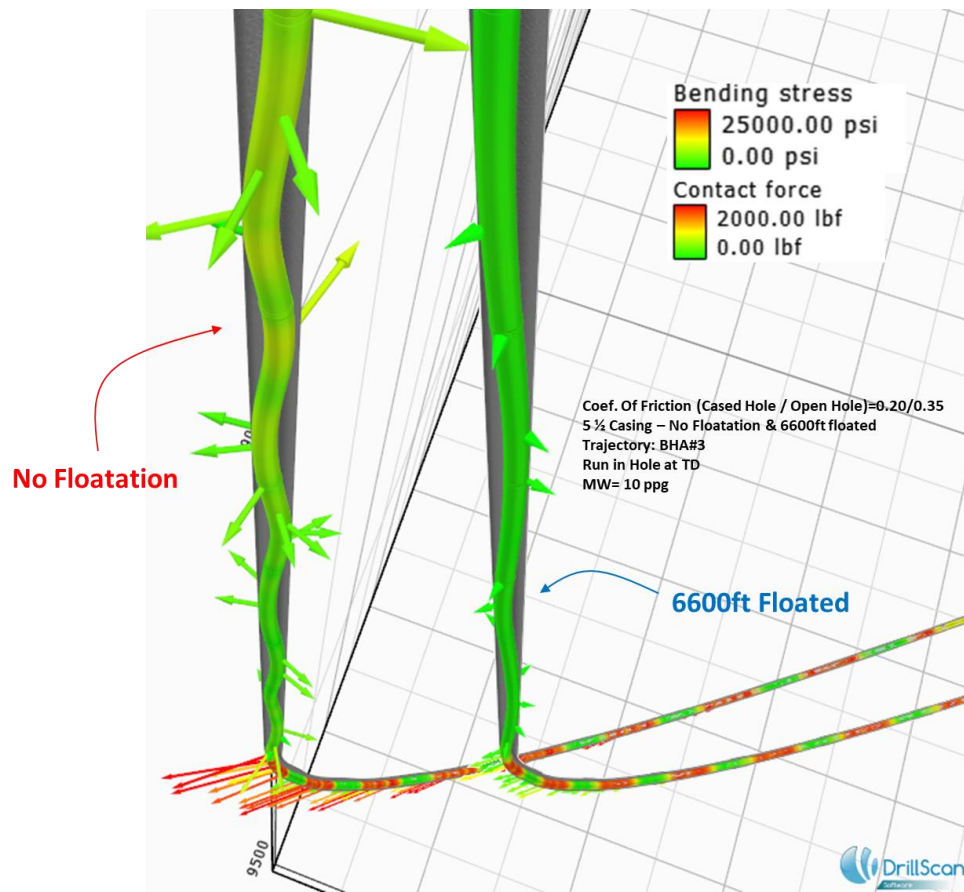 Bending stress
25000.00 psi
0.00 psi
Contact force
2000.00 lbf
0.00 lbf
Coef. Of Friction (Cased Hole / Open Hole)=0.20/0.35
5 ½ Casing – No Floatation & 6600ft floated
Trajectory: BHA#3
Run in Hole at TD
MW= 10 ppg
No Floatation
6600ft Floated
9500
DrillScan
Software